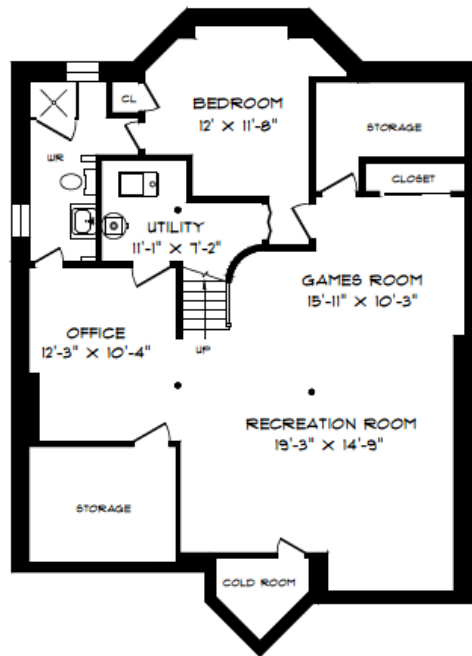 CL
BEDROOM
12' X 11'-8"
STORAGE
WR
CLOSET
UTILITY
11'-1" X 7'-2"
GAMES ROOM
15'-11" X 10'-3"
OFFICE
12'-3" X 10'-4"
UP
RECREATION ROOM
19'-3" X 14'-9"
STORAGE
COLD ROOM